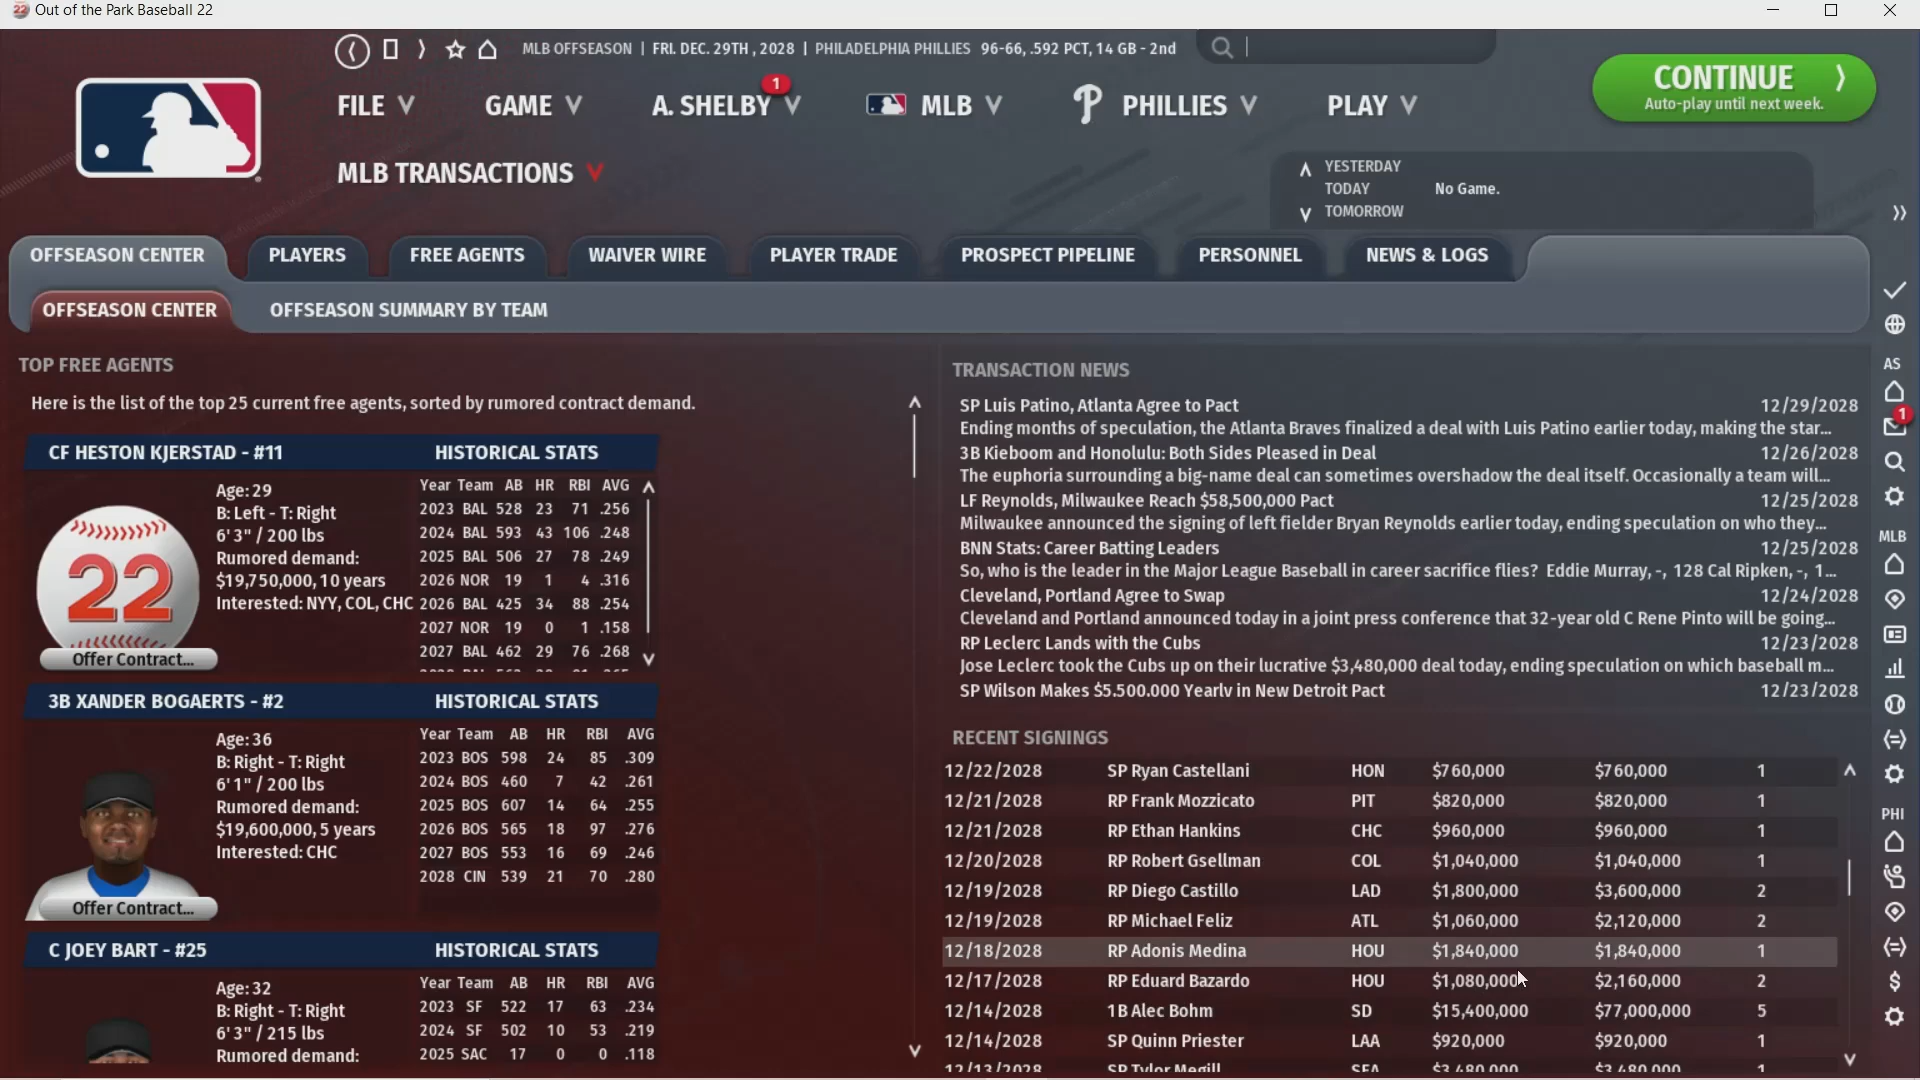 Out of the Park Baseball 22
MLB OFFSEASON | FRI. DEC. 29TH , 2028 | PHILADELPHIA PHILLIES 96-66, .592 PCT, 14 GB - 2nd
CONTINUE
Auto-play until next week.
FILE GAME A. SHELBY 1 MLB PHILLIES PLAY
MLB TRANSACTIONS
YESTERDAY
TODAY No Game.
TOMORROW
OFFSEASON CENTER PLAYERS FREE AGENTS WAIVER WIRE PLAYER TRADE PROSPECT PIPELINE PERSONNEL NEWS & LOGS
OFFSEASON CENTER OFFSEASON SUMMARY BY TEAM
TOP FREE AGENTS
Here is the list of the top 25 current free agents, sorted by rumored contract demand.
CF HESTON KJERSTAD - #11 HISTORICAL STATS
22
Age: 29
B: Left - T: Right
6' 3" / 200 lbs
Rumored demand:
$19,750,000, 10 years
Interested: NYY, COL, CHC
Offer Contract...
Year Team AB HR RBI AVG
2023 BAL 528 23 71 .256
2024 BAL 593 43 106 .248
2025 BAL 506 27 78 .249
2026 NOR 19 1 4 .316
2026 BAL 425 34 88 .254
2027 NOR 19 0 1 .158
2027 BAL 462 29 76 .268
3B XANDER BOGAERTS - #2 HISTORICAL STATS
Age: 36
B: Right - T: Right
6' 1" / 200 lbs
Rumored demand:
$19,600,000, 5 years
Interested: CHC
Offer Contract...
Year Team AB HR RBI AVG
2023 BOS 598 24 85 .309
2024 BOS 460 7 42 .261
2025 BOS 607 14 64 .255
2026 BOS 565 18 97 .276
2027 BOS 553 16 69 .246
2028 CIN 539 21 70 .280
C JOEY BART - #25 HISTORICAL STATS
Age: 32
B: Right - T: Right
6' 3" / 215 lbs
Rumored demand:
Year Team AB HR RBI AVG
2023 SF 522 17 63 .234
2024 SF 502 10 53 .219
2025 SAC 17 0 0 .118
TRANSACTION NEWS
SP Luis Patino, Atlanta Agree to Pact 12/29/2028
Ending months of speculation, the Atlanta Braves finalized a deal with Luis Patino earlier today, making the star...
3B Kieboom and Honolulu: Both Sides Pleased in Deal 12/26/2028
The euphoria surrounding a big-name deal can sometimes overshadow the deal itself. Occasionally a team will...
LF Reynolds, Milwaukee Reach $58,500,000 Pact 12/25/2028
Milwaukee announced the signing of left fielder Bryan Reynolds earlier today, ending speculation on who they...
BNN Stats: Career Batting Leaders 12/25/2028
So, who is the leader in the Major League Baseball in career sacrifice flies? Eddie Murray, -, 128 Cal Ripken, -, 1...
Cleveland, Portland Agree to Swap 12/24/2028
Cleveland and Portland announced today in a joint press conference that 32-year old C Rene Pinto will be going...
RP Leclerc Lands with the Cubs 12/23/2028
Jose Leclerc took the Cubs up on their lucrative $3,480,000 deal today, ending speculation on which baseball m...
SP Wilson Makes $5,500,000 Yearly in New Detroit Pact 12/23/2028
RECENT SIGNINGS
12/22/2028 SP Ryan Castellani HON $760,000 $760,000 1
12/21/2028 RP Frank Mozzicato PIT $820,000 $820,000 1
12/21/2028 RP Ethan Hankins CHC $960,000 $960,000 1
12/20/2028 RP Robert Gsellman COL $1,040,000 $1,040,000 1
12/19/2028 RP Diego Castillo LAD $1,800,000 $3,600,000 2
12/19/2028 RP Michael Feliz ATL $1,060,000 $2,120,000 2
12/18/2028 RP Adonis Medina HOU $1,840,000 $1,840,000 1
12/17/2028 RP Eduard Bazardo HOU $1,080,000 $2,160,000 2
12/14/2028 1B Alec Bohm SD $15,400,000 $77,000,000 5
12/14/2028 SP Quinn Priester LAA $920,000 $920,000 1
12/13/2028 SP Tylor Megill SEA $3,480,000 $3,480,000 1
AS
1
MLB
PHI